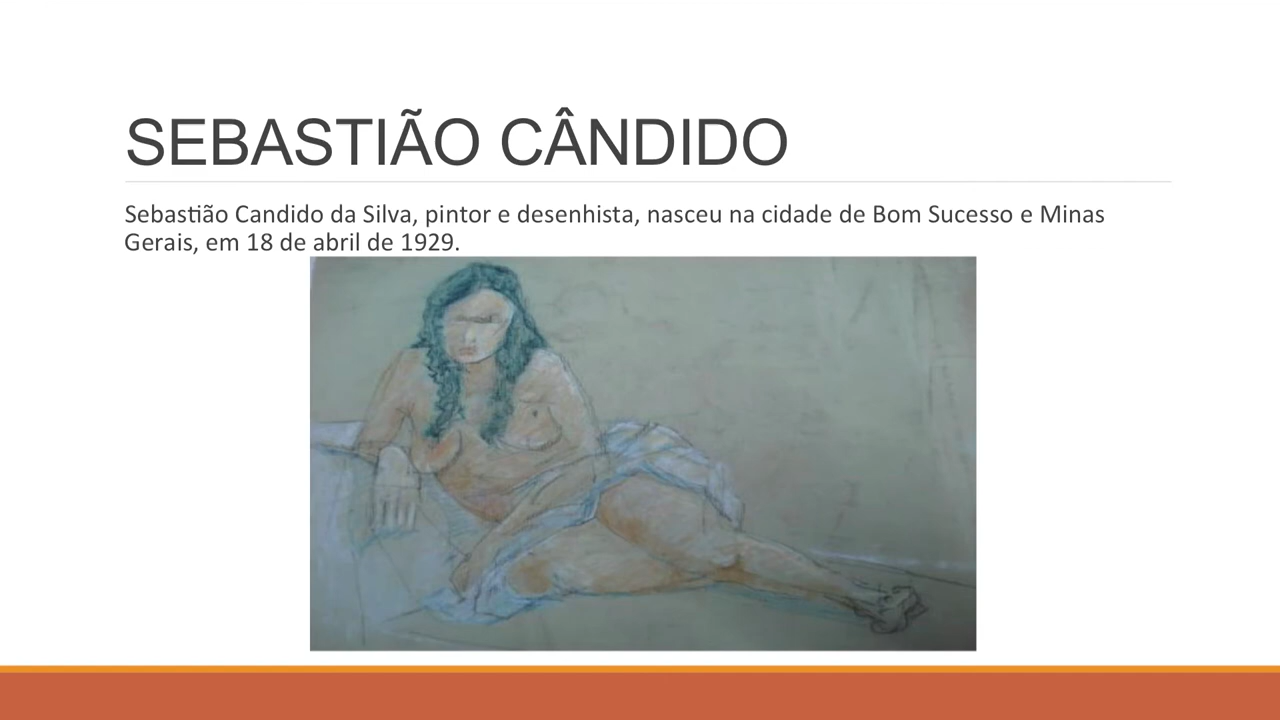 SEBASTIÃO CÂNDIDO
Sebastião Candido da Silva, pintor e desenhista, nasceu na cidade de Bom Sucesso e Minas
Gerais, em 18 de abril de 1929.